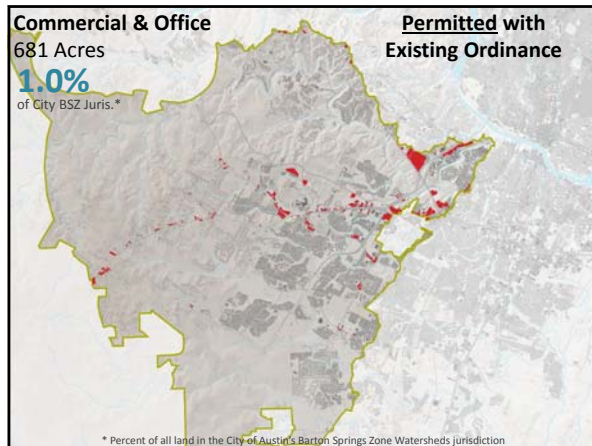 Commercial & Office
681 Acres
1.0%
of City BSZ Juris.*
Permitted with
Existing Ordinance
* Percent of all land in the City of Austin's Barton Springs Zone Watersheds jurisdiction